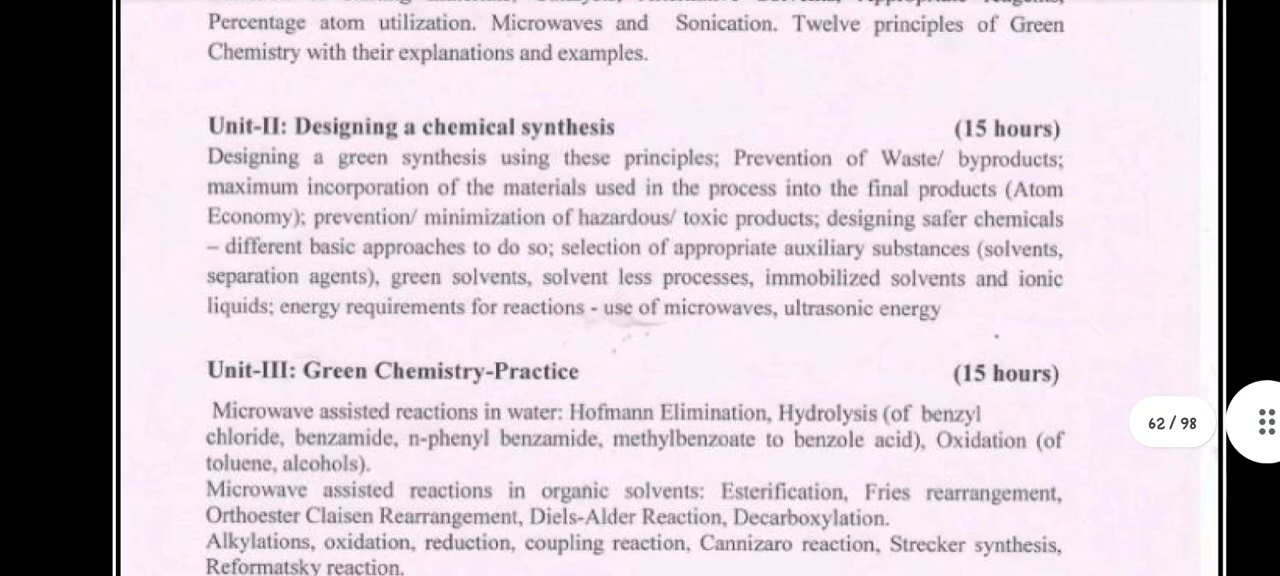 Percentage atom utilization. Microwaves and Sonication. Twelve principles of Green
Chemistry with their explanations and examples.
Unit-II: Designing a chemical synthesis (15 hours)
Designing a green synthesis using these principles; Prevention of Waste/ byproducts;
maximum incorporation of the materials used in the process into the final products (Atom
Economy); prevention/ minimization of hazardous/ toxic products; designing safer chemicals
– different basic approaches to do so; selection of appropriate auxiliary substances (solvents,
separation agents), green solvents, solvent less processes, immobilized solvents and ionic
liquids; energy requirements for reactions - use of microwaves, ultrasonic energy
Unit-III: Green Chemistry-Practice (15 hours)
Microwave assisted reactions in water: Hofmann Elimination, Hydrolysis (of benzyl
chloride, benzamide, n-phenyl benzamide, methylbenzoate to benzole acid), Oxidation (of
toluene, alcohols).
Microwave assisted reactions in organic solvents: Esterification, Fries rearrangement,
Orthoester Claisen Rearrangement, Diels-Alder Reaction, Decarboxylation.
Alkylations, oxidation, reduction, coupling reaction, Cannizaro reaction, Strecker synthesis,
Reformatsky reaction.
62 / 98